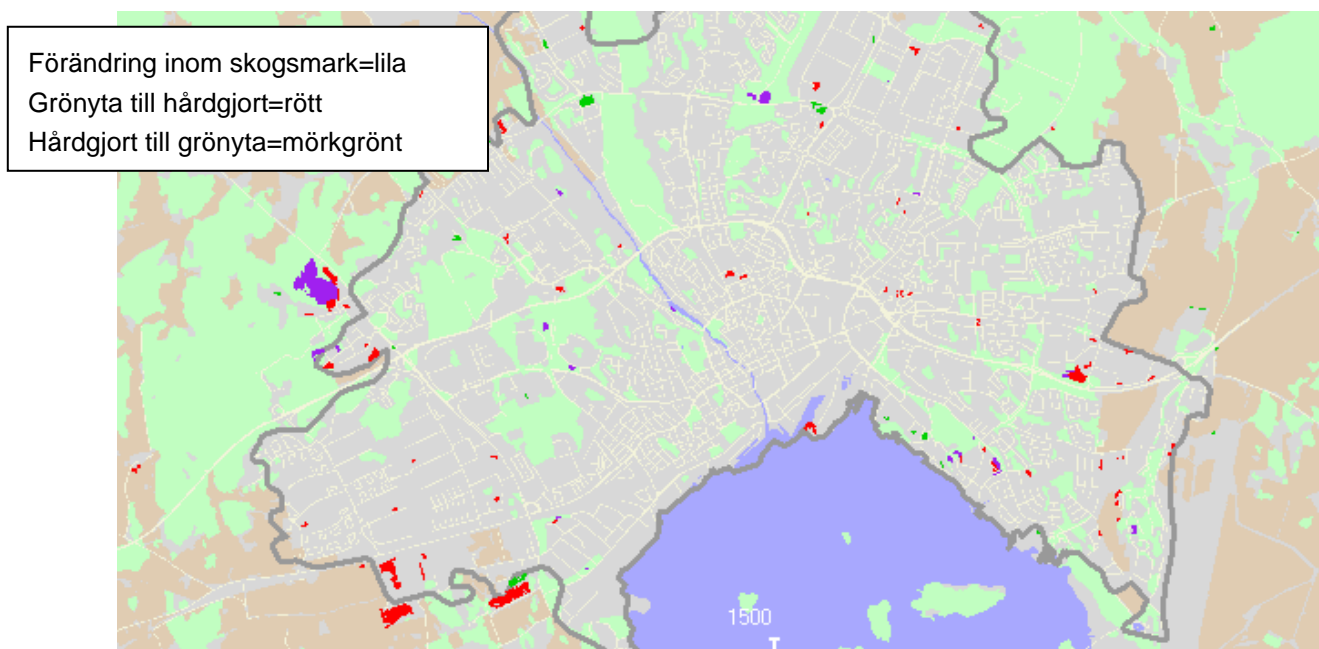 Förändring inom skogsmark=lila
Grönyta till hårdgjort=rött
Hårdgjort till grönyta=mörkgrönt
1500